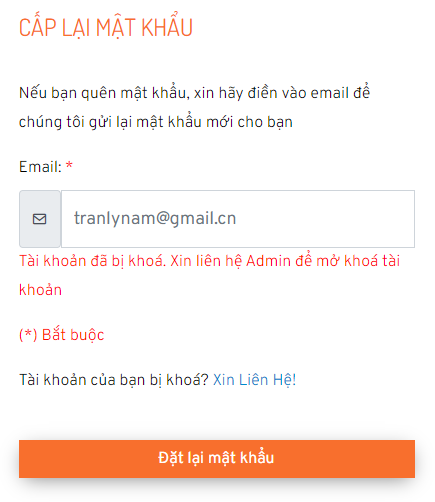 CẤP LẠI MẬT KHẨU
Nếu bạn quên mật khẩu, xin hãy điền vào email để
chúng tôi gửi lại mật khẩu mới cho bạn
Email: *
tranlynam@gmail.cn
Tài khoản đã bị khoá. Xin liên hệ Admin để mở khoá tài
khoản
(*) Bắt buộc
Tài khoản của bạn bị khoá? Xin Liên Hệ!
Đặt lại mật khẩu